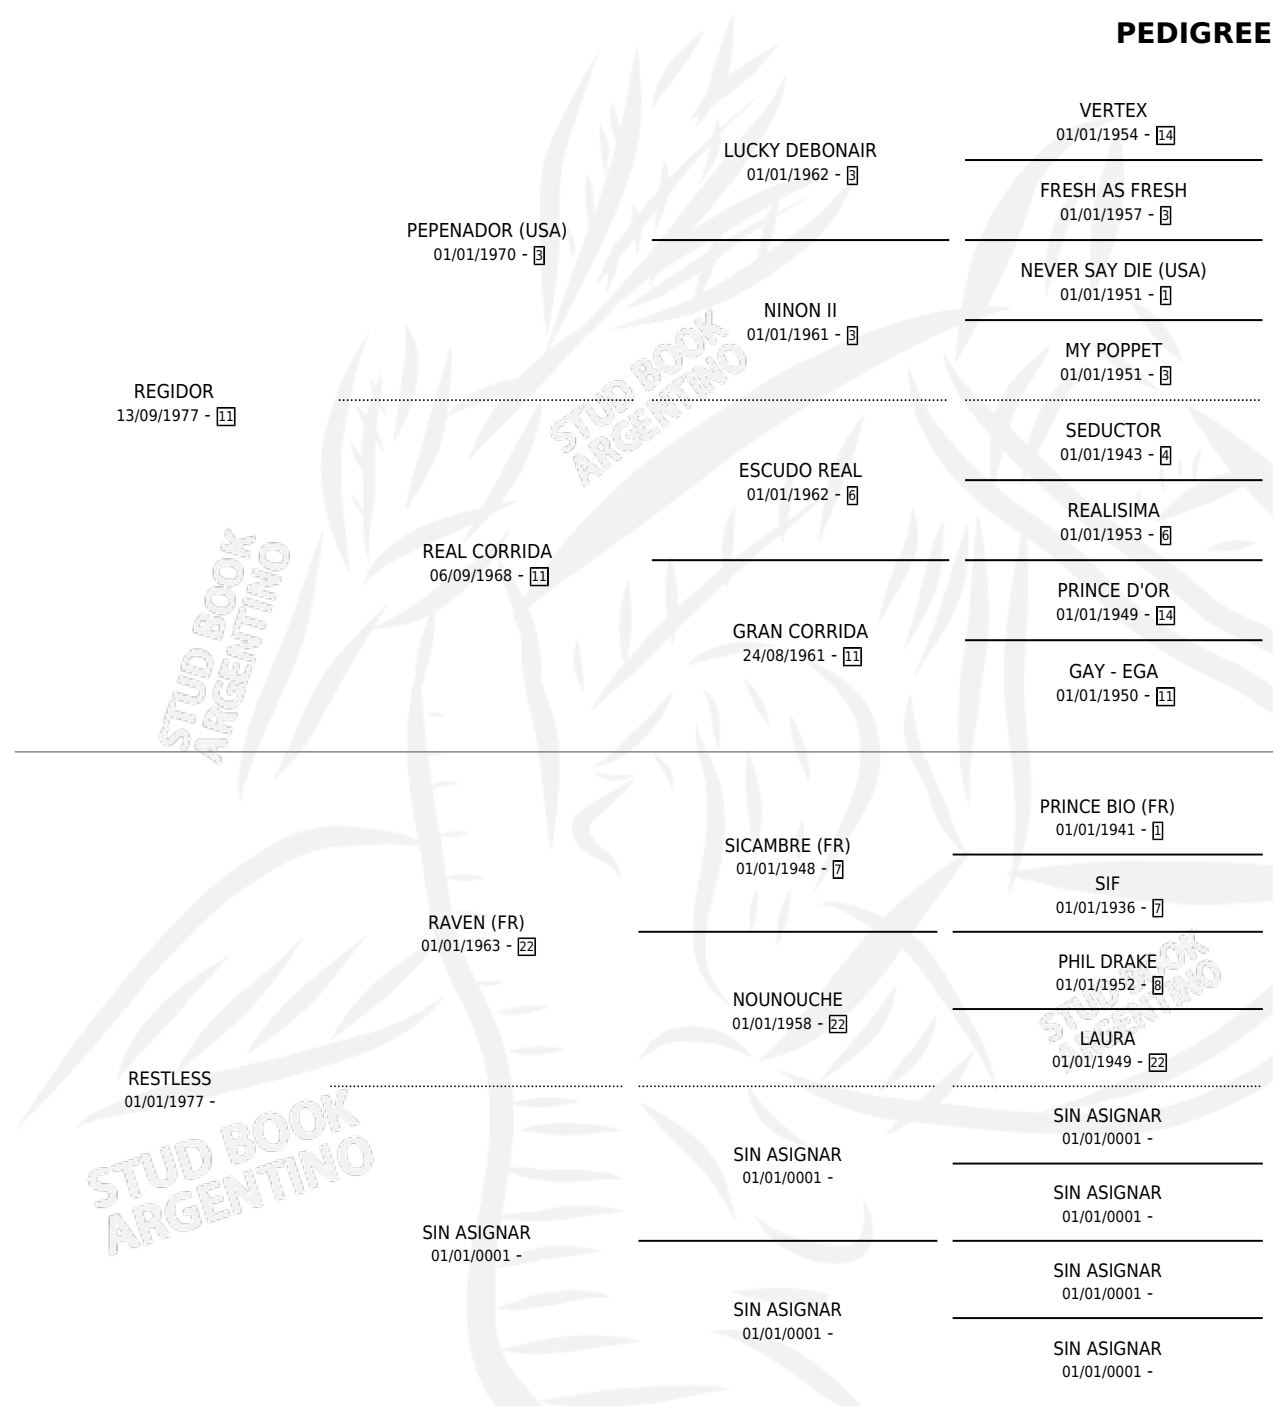 PEDIGREE
VERTEX
01/01/1954 - 14
LUCKY DEBONAIR
01/01/1962 - 3
FRESH AS FRESH
01/01/1957 - 3
PEPENADOR (USA)
01/01/1970 - 3
NEVER SAY DIE (USA)
01/01/1951 - 1
NINON II
01/01/1961 - 3
MY POPPET
01/01/1951 - 3
REGIDOR
13/09/1977 - 11
SEDUCTOR
01/01/1943 - 4
ESCUDO REAL
01/01/1962 - 6
REALISIMA
01/01/1953 - 6
REAL CORRIDA
06/09/1968 - 11
PRINCE D'OR
01/01/1949 - 14
GRAN CORRIDA
24/08/1961 - 11
GAY - EGA
01/01/1950 - 11
PRINCE BIO (FR)
01/01/1941 - 1
SICAMBRE (FR)
01/01/1948 - 7
SIF
01/01/1936 - 7
RAVEN (FR)
01/01/1963 - 22
PHIL DRAKE
01/01/1952 - 8
NOUNOUCHE
01/01/1958 - 22
LAURA
01/01/1949 - 22
RESTLESS
01/01/1977 -
SIN ASIGNAR
01/01/0001 -
SIN ASIGNAR
01/01/0001 -
SIN ASIGNAR
01/01/0001 -
SIN ASIGNAR
01/01/0001 -
SIN ASIGNAR
01/01/0001 -
SIN ASIGNAR
01/01/0001 -
SIN ASIGNAR
01/01/0001 -
STUD BOOK
ARGENTINO
STUD BOOK
ARGENTINO
STUD BOOK
ARGENTINO
STUD BOOK
ARGENTINO